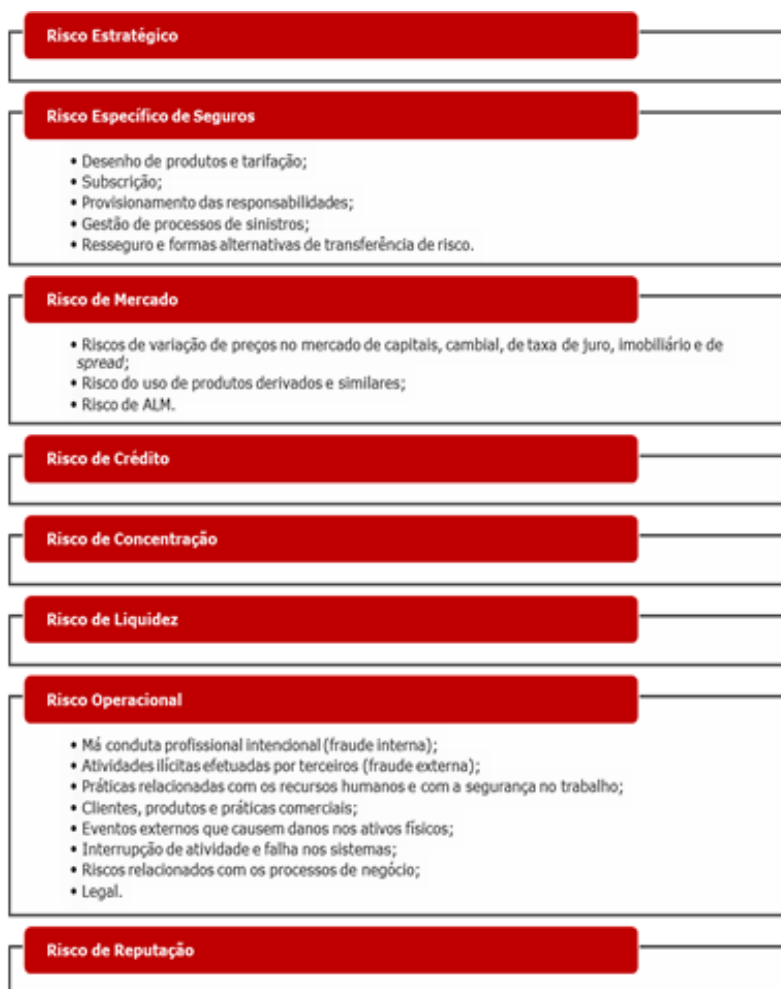 Risco Estratégico
Risco Específico de Seguros
• Desenho de produtos e tarifação;
• Subscrição;
• Provisionamento das responsabilidades;
• Gestão de processos de sinistros;
• Resseguro e formas alternativas de transferência de risco.
Risco de Mercado
• Riscos de variação de preços no mercado de capitais, cambial, de taxa de juro, imobiliário e de
spread;
• Risco do uso de produtos derivados e similares;
• Risco de ALM.
Risco de Crédito
Risco de Concentração
Risco de Liquidez
Risco Operacional
• Má conduta profissional intencional (fraude interna);
• Atividades ilícitas efetuadas por terceiros (fraude externa);
• Práticas relacionadas com os recursos humanos e com a segurança no trabalho;
• Clientes, produtos e práticas comerciais;
• Eventos externos que causem danos nos ativos físicos;
• Interrupção de atividade e falha nos sistemas;
• Riscos relacionados com os processos de negócio;
• Legal.
Risco de Reputação